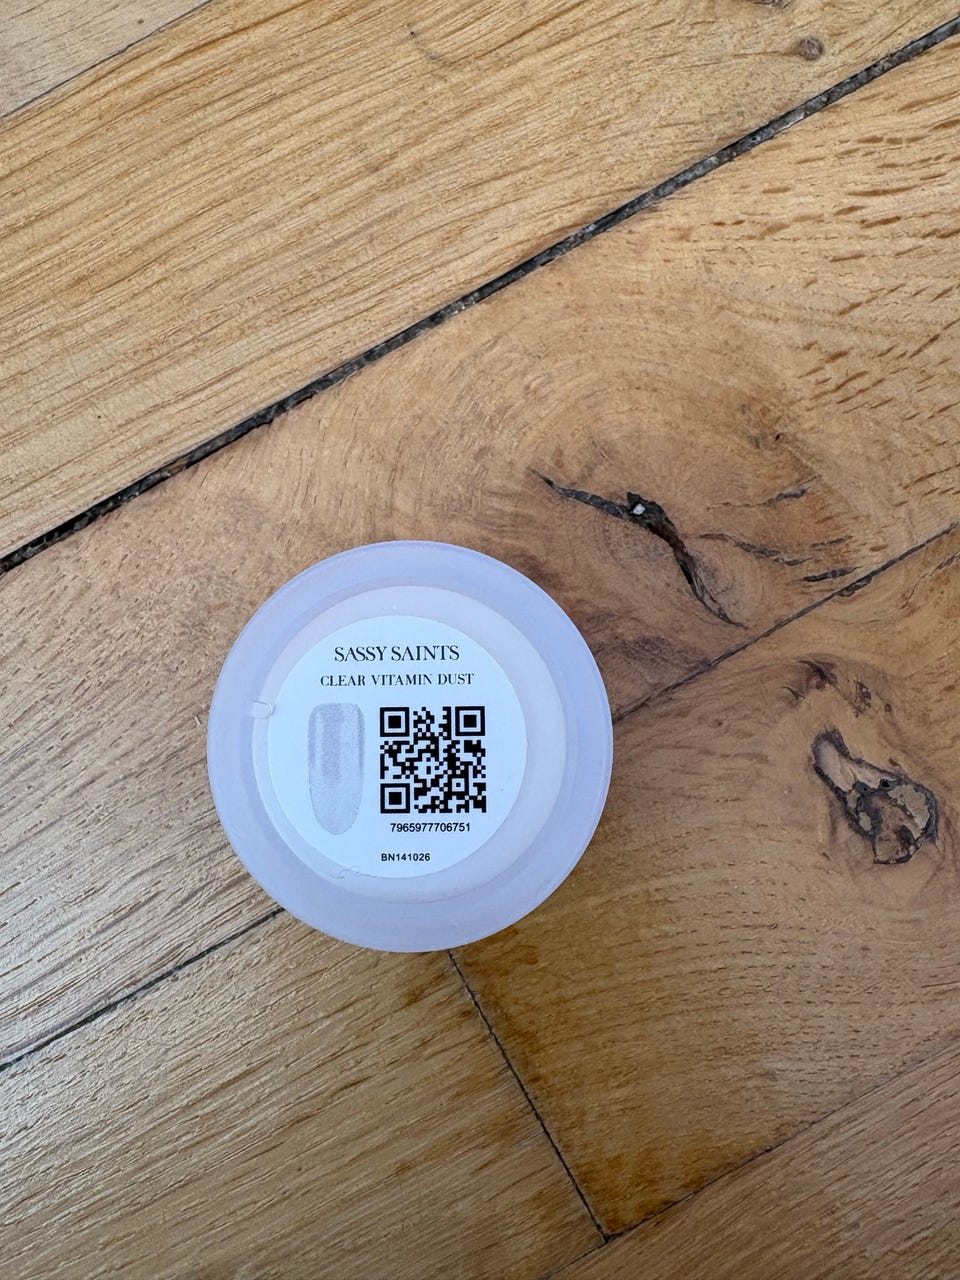 SASSY SAINTS
CLEAR VITAMIN DUST
7965977706751
BN141026